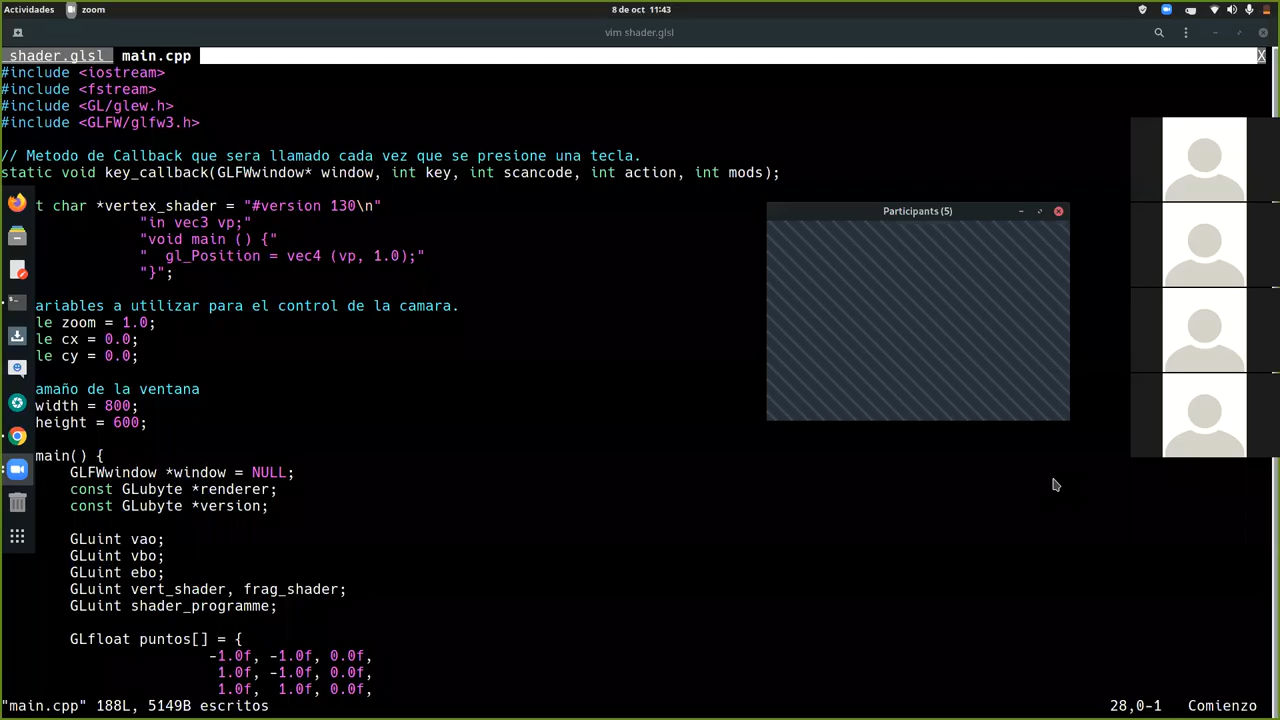 Actividades zoom 8 de oct 11:43
vim shader.glsl
shader.glsl main.cpp X
#include <iostream>
#include <fstream>
#include <GL/glew.h>
#include <GLFW/glfw3.h>
// Metodo de Callback que sera llamado cada vez que se presione una tecla.
static void key_callback(GLFWwindow* window, int key, int scancode, int action, int mods);
t char *vertex_shader = "#version 130\n"
"in vec3 vp;"
"void main () {"
"  gl_Position = vec4 (vp, 1.0);"
"}";
ariables a utilizar para el control de la camara.
le zoom = 1.0;
le cx = 0.0;
le cy = 0.0;
amaño de la ventana
width = 800;
height = 600;
main() {
GLFWwindow *window = NULL;
const GLubyte *renderer;
const GLubyte *version;
GLuint vao;
GLuint vbo;
GLuint ebo;
GLuint vert_shader, frag_shader;
GLuint shader_programme;
GLfloat puntos[] = {
-1.0f, -1.0f, 0.0f,
1.0f, -1.0f, 0.0f,
1.0f,  1.0f, 0.0f,
"main.cpp" 188L, 5149B escritos 28,0-1 Comienzo
Participants (5)